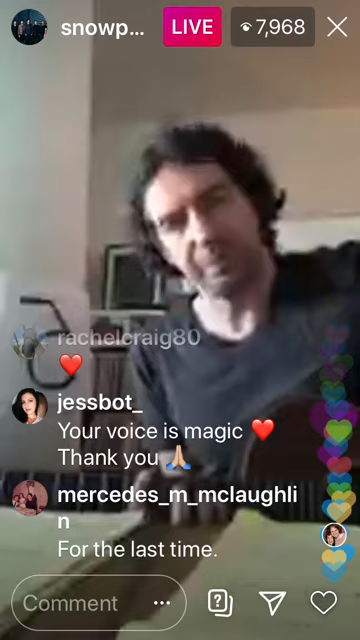 snowp...
LIVE
7,968
rachelcraig80
❤️
jessbot_
Your voice is magic ❤️
Thank you 🙏🏼
mercedes_m_mclaughli
n
For the last time.
Comment